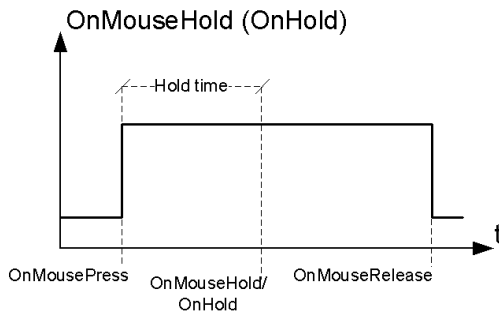 OnMouseHold (OnHold)
Hold time
t
OnMousePress
OnMouseHold/
OnHold
OnMouseRelease